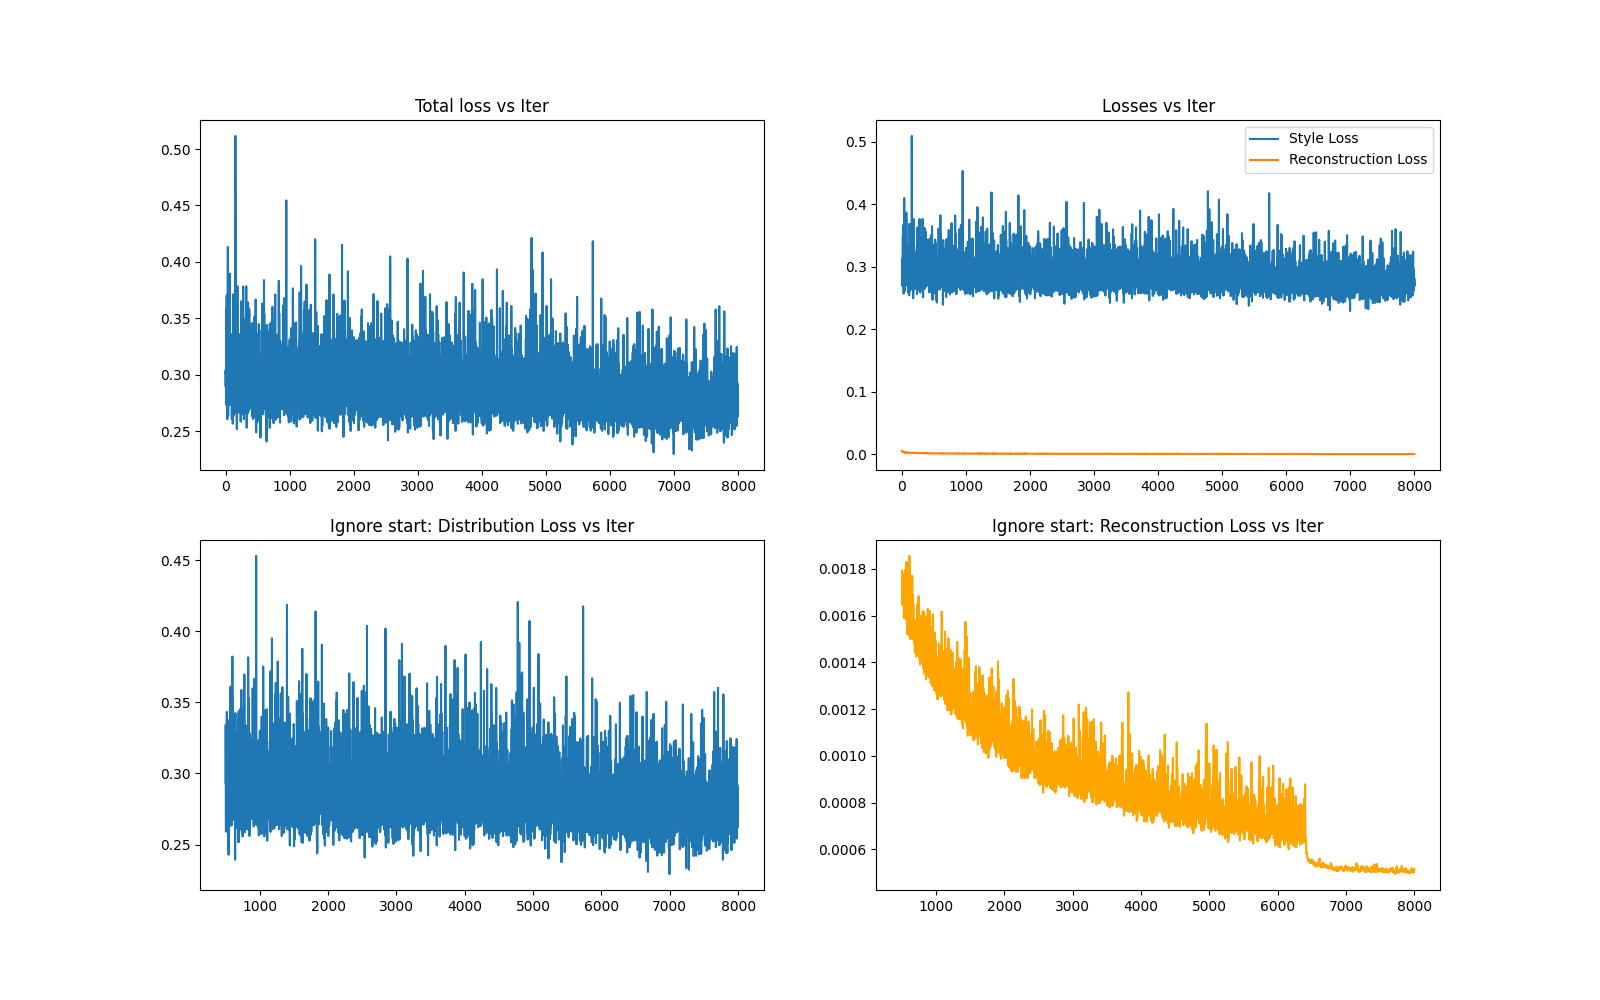 Total loss vs Iter
0.50
0.45
0.40
0.35
0.30
0.25
0 1000 2000 3000 4000 5000 6000 7000 8000
Losses vs Iter
Style Loss
Reconstruction Loss
0.5
0.4
0.3
0.2
0.1
0.0
0 1000 2000 3000 4000 5000 6000 7000 8000
Ignore start: Distribution Loss vs Iter
0.45
0.40
0.35
0.30
0.25
1000 2000 3000 4000 5000 6000 7000 8000
Ignore start: Reconstruction Loss vs Iter
0.0018
0.0016
0.0014
0.0012
0.0010
0.0008
0.0006
1000 2000 3000 4000 5000 6000 7000 8000